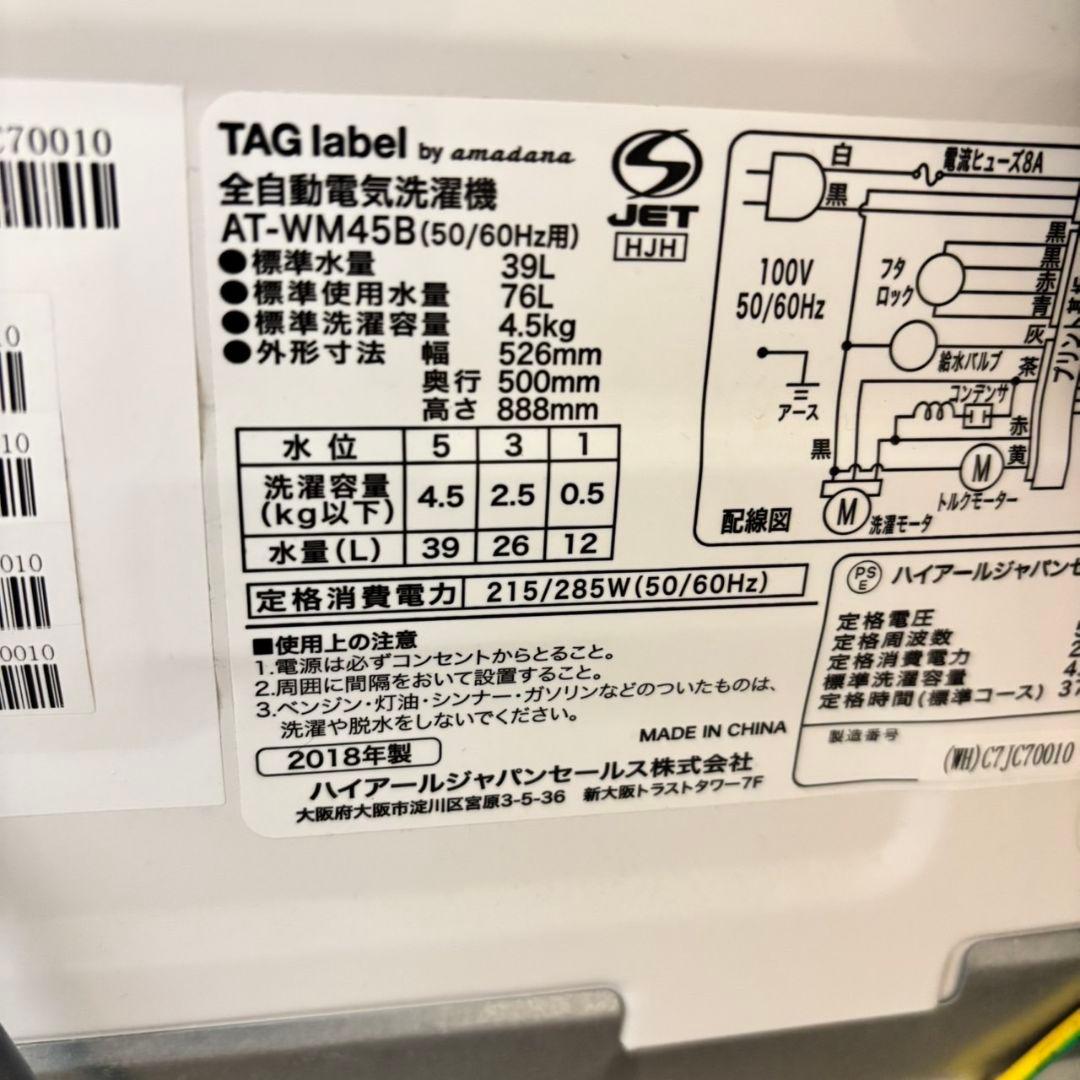 C70010
10
10
010
0010
TAG label by amadana
全自動電気洗濯機
AT-WM45B(50/60Hz用)
●標準水量 39L
●標準使用水量 76L
●標準洗濯容量 4.5kg
●外形寸法 幅 526mm
奥行 500mm
高さ 888mm
水位 5 3 1
洗濯容量(kg以下) 4.5 2.5 0.5
水量(L) 39 26 12
定格消費電力 215/285W(50/60Hz)
■使用上の注意
1.電源は必ずコンセントからとること。
2.周囲に間隔をおいて設置すること。
3.ベンジン・灯油・シンナー・ガソリンなどのついたものは、
洗濯や脱水をしないでください。
MADE IN CHINA
2018年製
ハイアールジャパンセールス株式会社
大阪府大阪市淀川区宮原3-5-36 新大阪トラストタワー7F
S
JET
HJH
白
電流ヒューズ8A
黒
100V
50/60Hz
アース
フタ
ロック
黒
黒
赤
青
灰
給水バルブ
茶
コンデンサ
赤
黄
黒
M
トルクモーター
M
洗濯モータ
配線図
プリント基
PS
E
ハイアールジャパンセ
定格電圧
定格周波数
定格消費電力
標準洗濯容量
定格時間(標準コース) 37
製造番号
(WH)C7JC70010